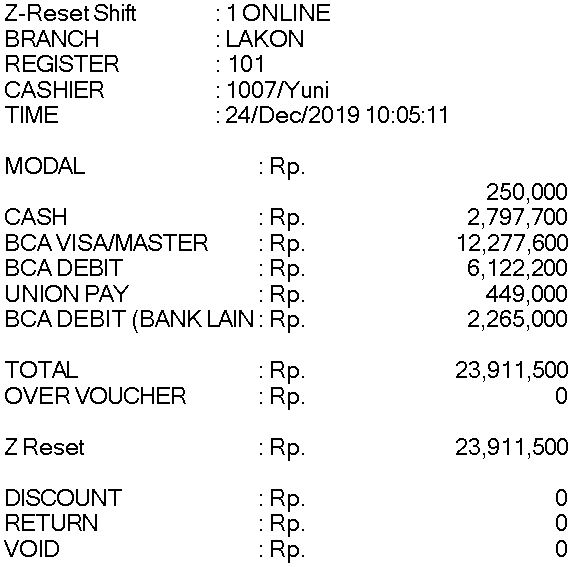 Z-Reset Shift : 1 ONLINE
BRANCH : LAKON
REGISTER : 101
CASHIER : 1007/Yuni
TIME : 24/Dec/2019 10:05:11
MODAL : Rp.
250,000
CASH : Rp. 2,797,700
BCA VISA/MASTER : Rp. 12,277,600
BCA DEBIT : Rp. 6,122,200
UNION PAY : Rp. 449,000
BCA DEBIT (BANK LAIN : Rp. 2,265,000
TOTAL : Rp. 23,911,500
OVER VOUCHER : Rp. 0
Z Reset : Rp. 23,911,500
DISCOUNT : Rp. 0
RETURN : Rp. 0
VOID : Rp. 0